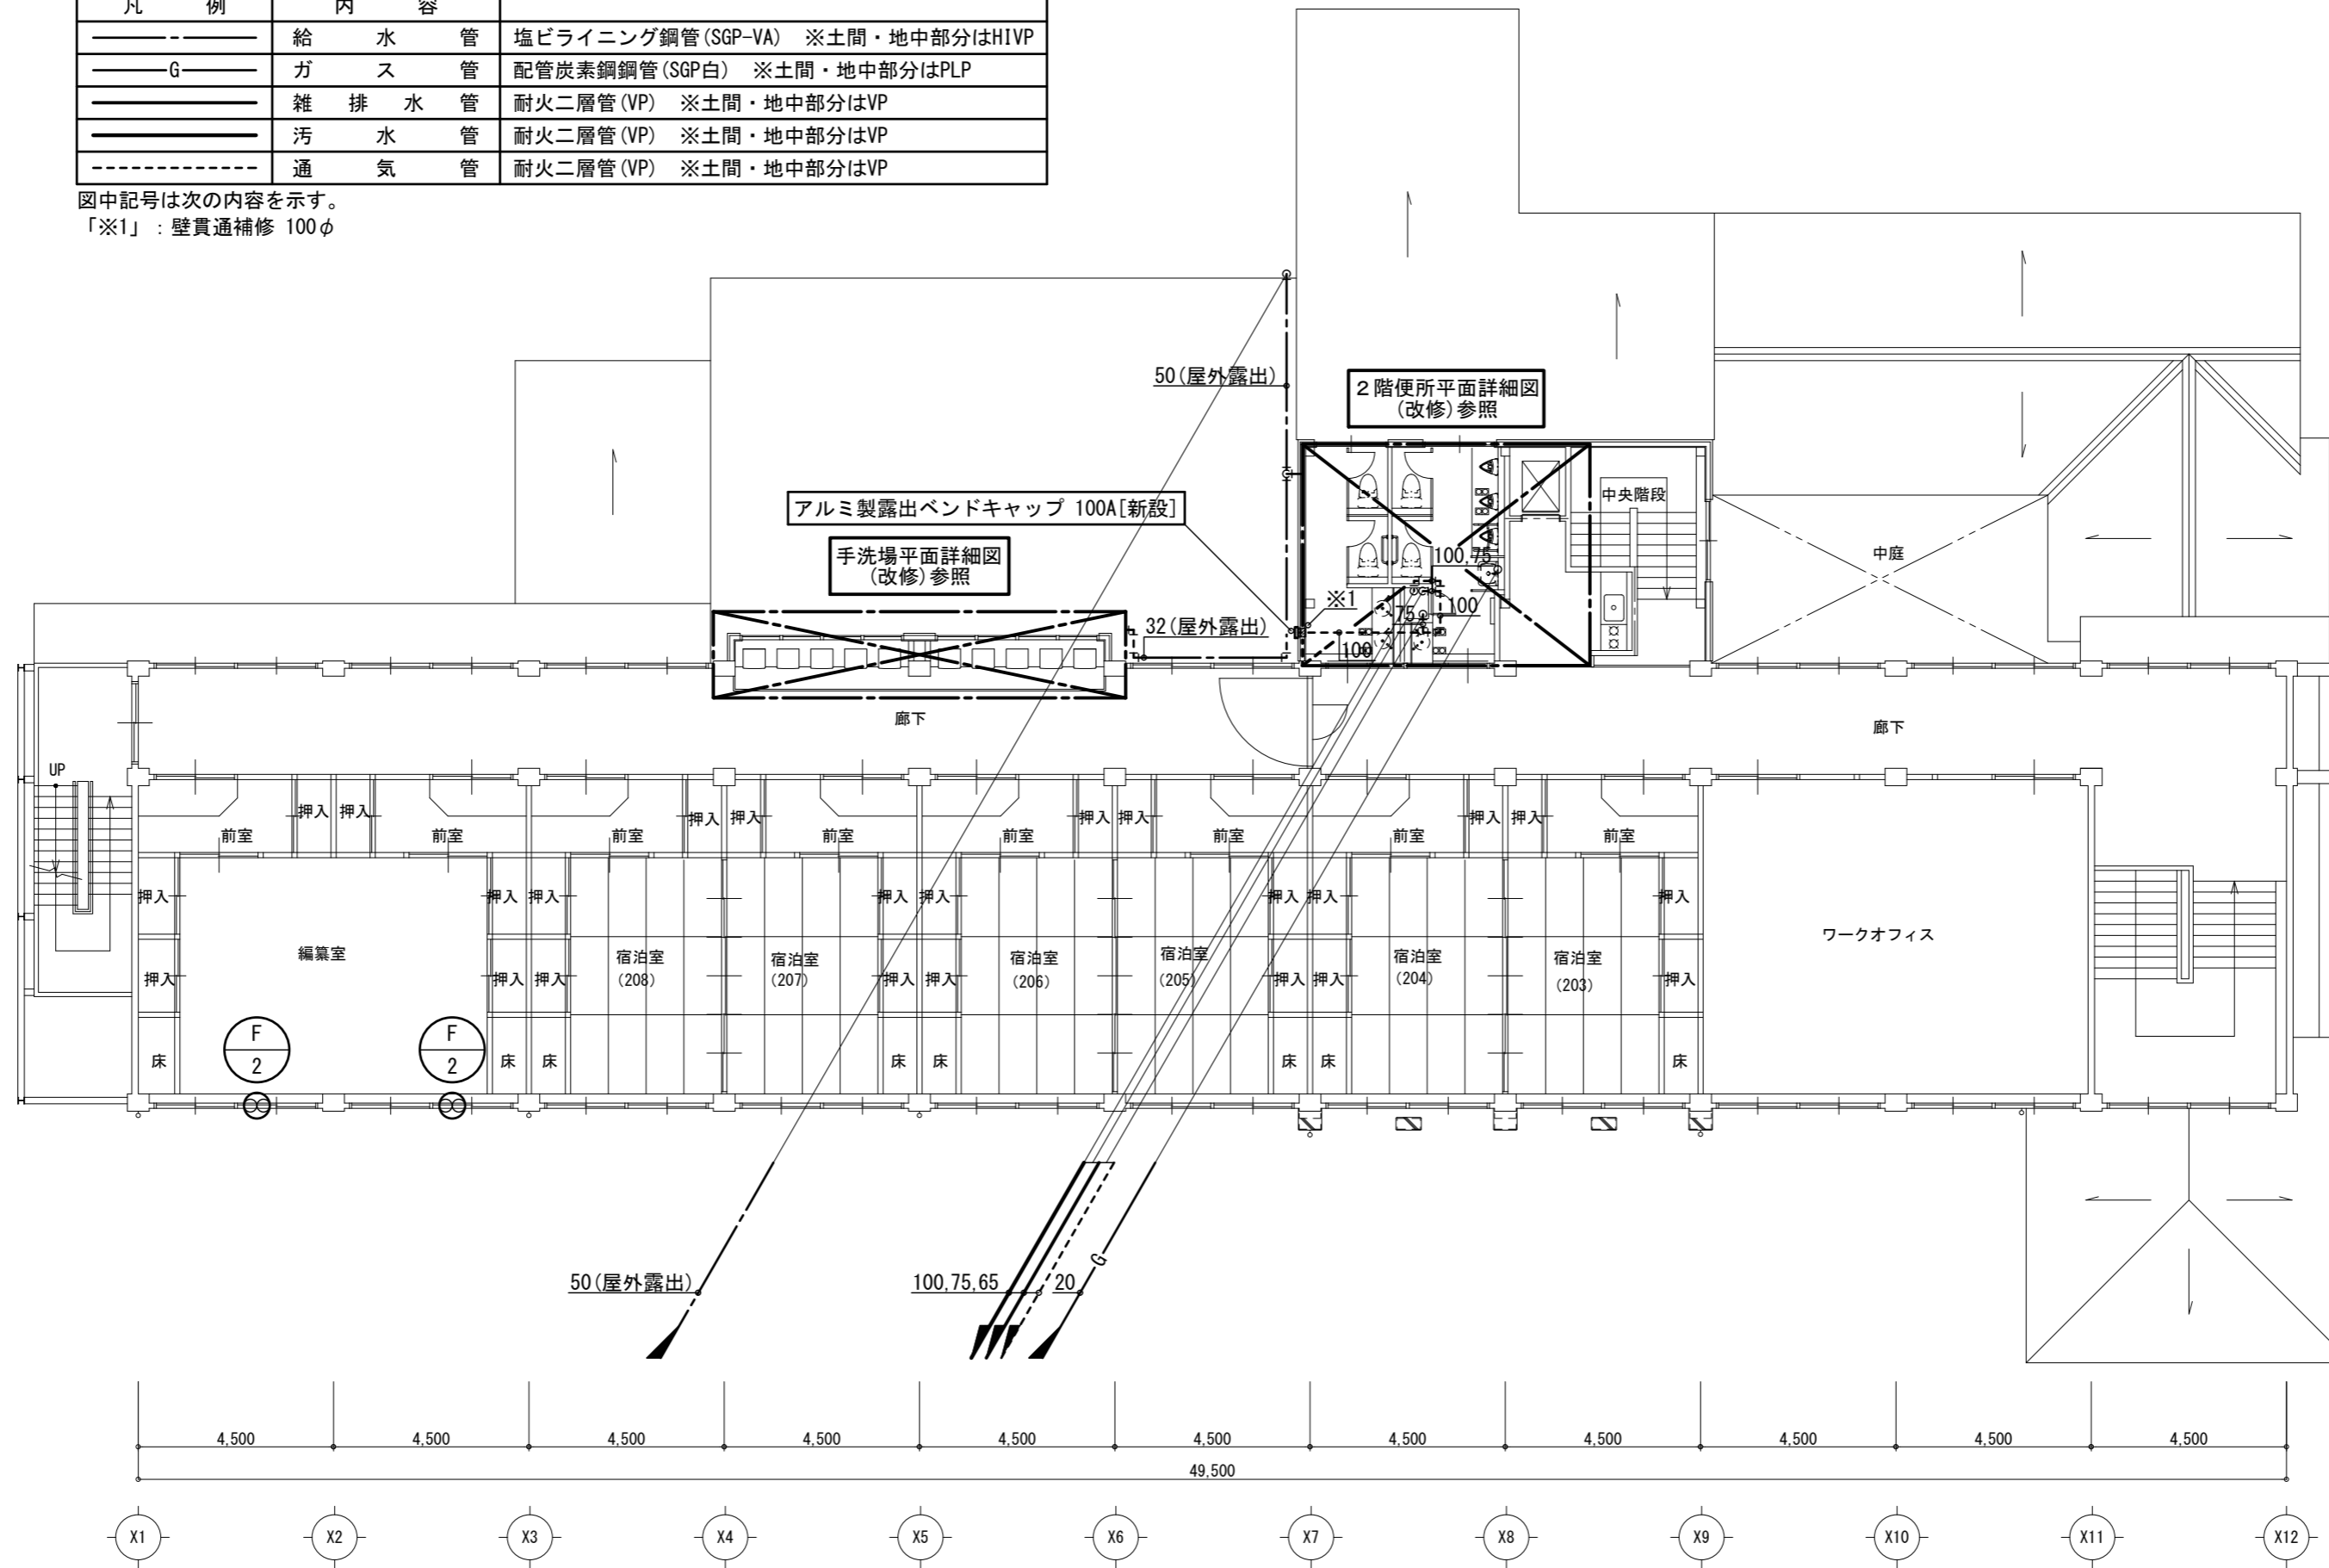 凡 例 内 容
給 水 管 塩ビライニング鋼管(SGP-VA) ※土間・地中部分はHIVP
G ガ ス 管 配管炭素鋼鋼管(SGP白) ※土間・地中部分はPLP
雑 排 水 管 耐火二層管(VP) ※土間・地中部分はVP
汚 水 管 耐火二層管(VP) ※土間・地中部分はVP
通 気 管 耐火二層管(VP) ※土間・地中部分はVP
図中記号は次の内容を示す。
「※1」：壁貫通補修 100φ
50(屋外露出)
2階便所平面詳細図
(改修)参照
アルミ製露出ベンドキャップ 100A[新設]
手洗場平面詳細図
(改修)参照
中央階段
中庭
100,75
※1
75
100
100
32(屋外露出)
廊下
廊下
UP
押入 押入 押入 押入 押入 押入 押入 押入
前室 前室 前室 前室 前室 前室 前室 前室
押入 押入 押入 押入 押入 押入 押入 押入
編纂室
宿泊室
(208)
宿泊室
(207)
宿泊室
(206)
宿泊室
(205)
宿泊室
(204)
宿泊室
(203)
ワークオフィス
押入 押入 押入 押入 押入 押入 押入 押入
F
2
F
2
床 床 床 床 床 床 床 床
50(屋外露出)
100,75,65
20
G
4,500 4,500 4,500 4,500 4,500 4,500 4,500 4,500 4,500 4,500 4,500
49,500
X1 X2 X3 X4 X5 X6 X7 X8 X9 X10 X11 X12